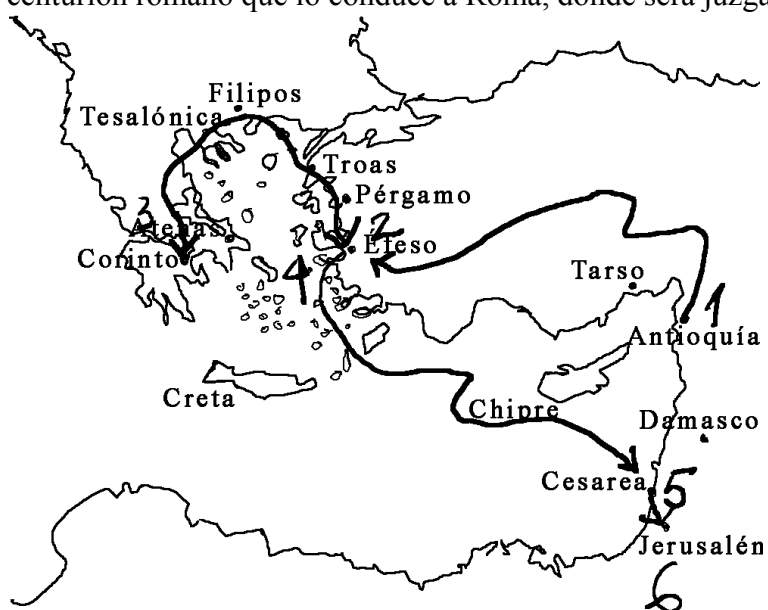 centurión romano que lo conduce a Roma, donde será juzga
Filipos
Tesalónica
Troas
Pérgamo
3
2
Atenas
Éfeso
Corinto
4
Tarso
1
Antioquía
Creta
Chipre
Damasco
Cesarea 5
Jerusalén
6